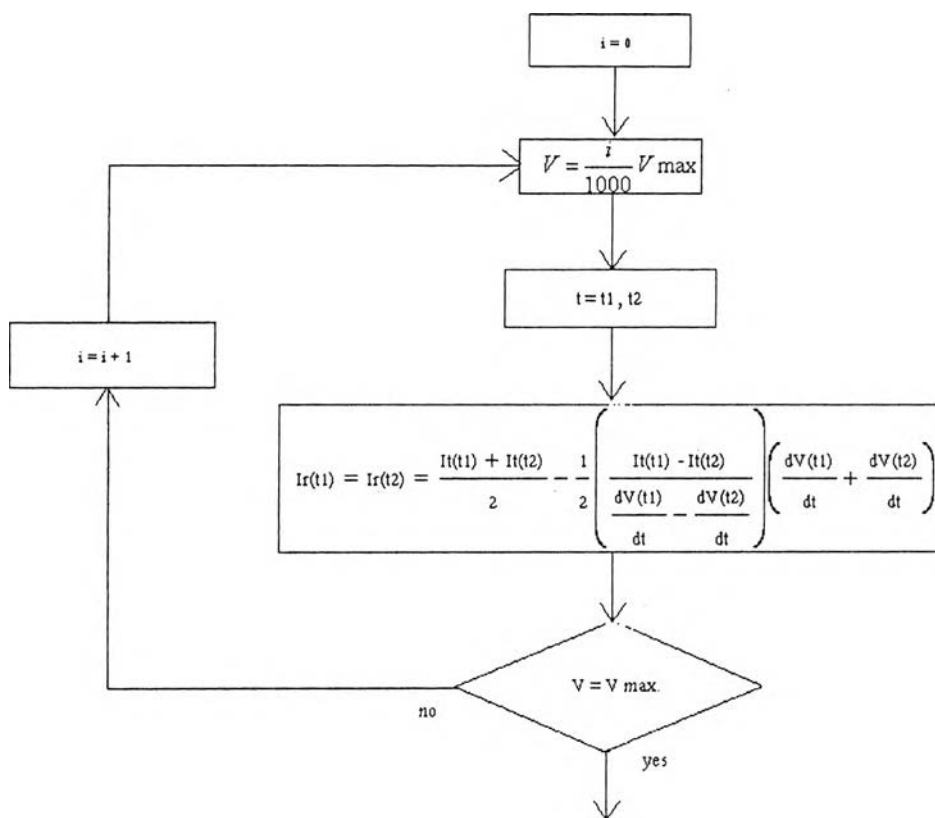 i = 0
V = i/1000 V max
t = t1 , t2
i = i + 1
Ir(t1) = Ir(t2) = It(t1) + It(t2)/2 - 1/2 ( It(t1) - It(t2) / ( dV(t1)/dt - dV(t2)/dt ) ) ( dV(t1)/dt + dV(t2)/dt )
V = V max.
no
yes